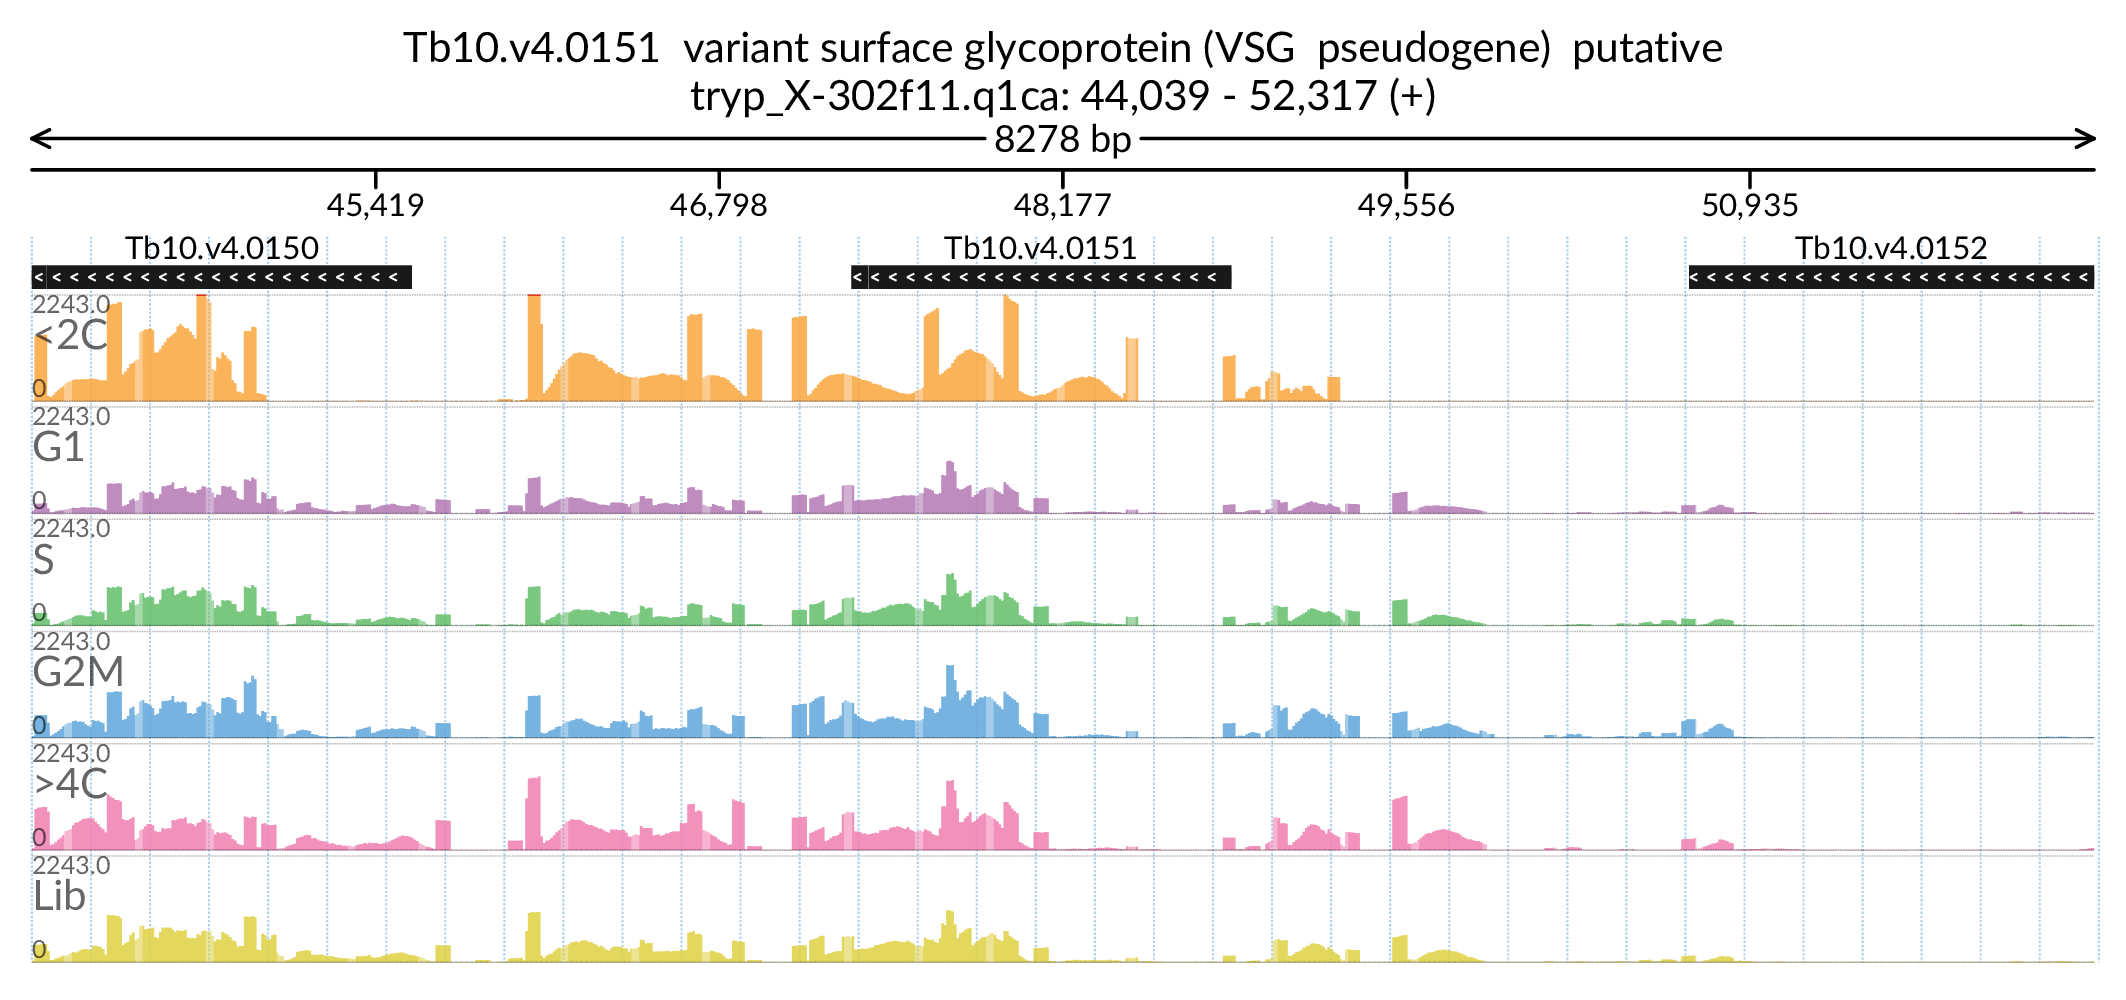 Tb10.v4.0151 variant surface glycoprotein (VSG pseudogene) putative
tryp_X-302f11.q1ca: 44,039 - 52,317 (+)
8278 bp
45,419 46,798 48,177 49,556 50,935
Tb10.v4.0150 Tb10.v4.0151 Tb10.v4.0152
2243.0
<2C
0
2243.0
G1
0
2243.0
S
0
2243.0
G2M
0
2243.0
>4C
0
2243.0
Lib
0